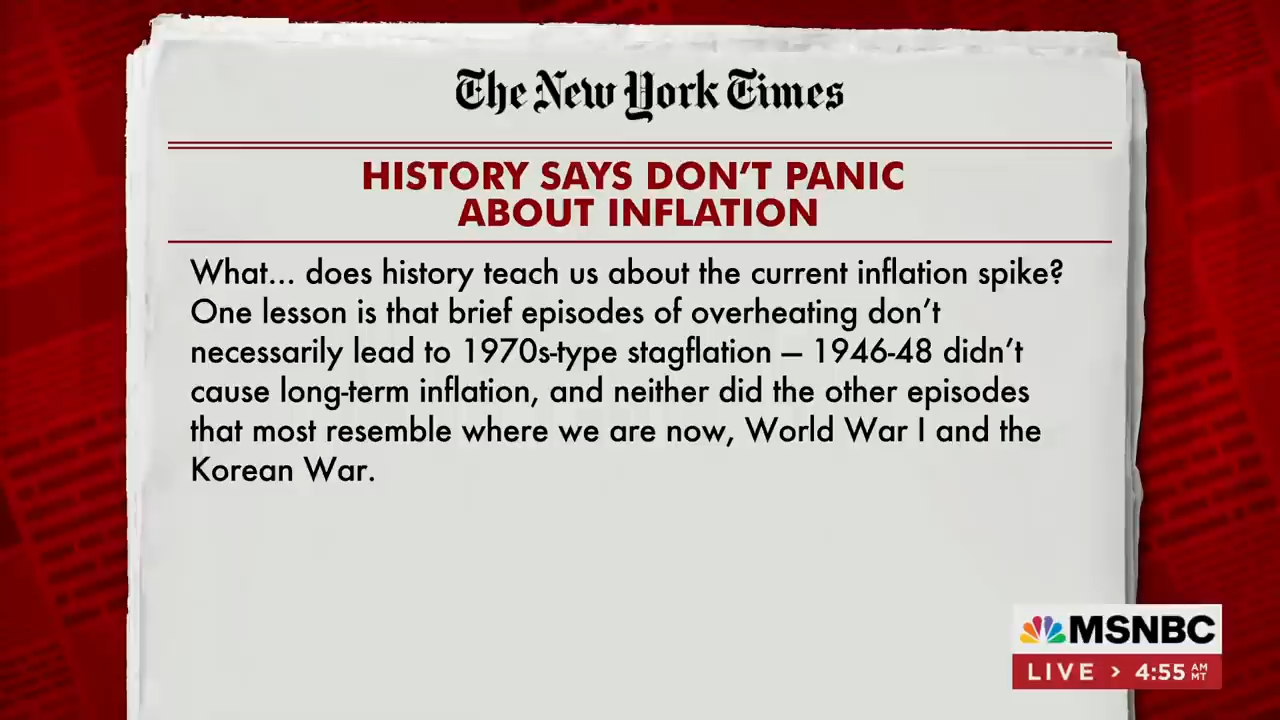 The New York Times
HISTORY SAYS DON'T PANIC
ABOUT INFLATION
What... does history teach us about the current inflation spike?
One lesson is that brief episodes of overheating don't
necessarily lead to 1970s-type stagflation — 1946-48 didn't
cause long-term inflation, and neither did the other episodes
that most resemble where we are now, World War I and the
Korean War.
MSNBC
LIVE > 4:55 AM MT